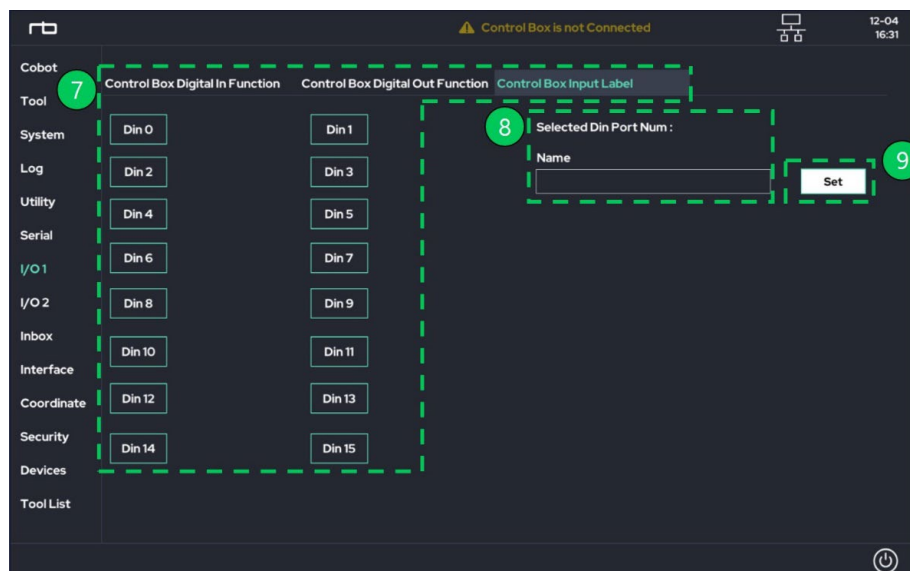 rb
Control Box is not Connected
12-04
16:31
Cobot
Tool
System
Log
Utility
Serial
I/O 1
I/O 2
Inbox
Interface
Coordinate
Security
Devices
Tool List
7
Control Box Digital In Function Control Box Digital Out Function Control Box Input Label
Din 0 Din 1
Din 2 Din 3
Din 4 Din 5
Din 6 Din 7
Din 8 Din 9
Din 10 Din 11
Din 12 Din 13
Din 14 Din 15
8
Selected Din Port Num :
Name
9
Set